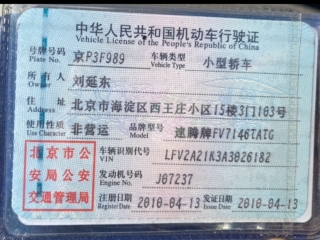 中华人民共和国机动车行驶证
Vehicle License of the People's Republic of China
号牌号码 Plate No. 京P3F989 车辆类型 Vehicle Type 小型轿车
所有人 Owner 刘延东
住址 Address 北京市海淀区西王庄小区15楼3门103号
使用性质 Use Character 非营运 品牌型号 Model 速腾牌FV7146TATG
北京市公
安局公安
交通管理局
车辆识别代号 VIN LFV2A21K3A3026182
发动机号码 Engine No. J07237
注册日期 Register Date 2010-04-13 发证日期 Issue Date 2010-04-13